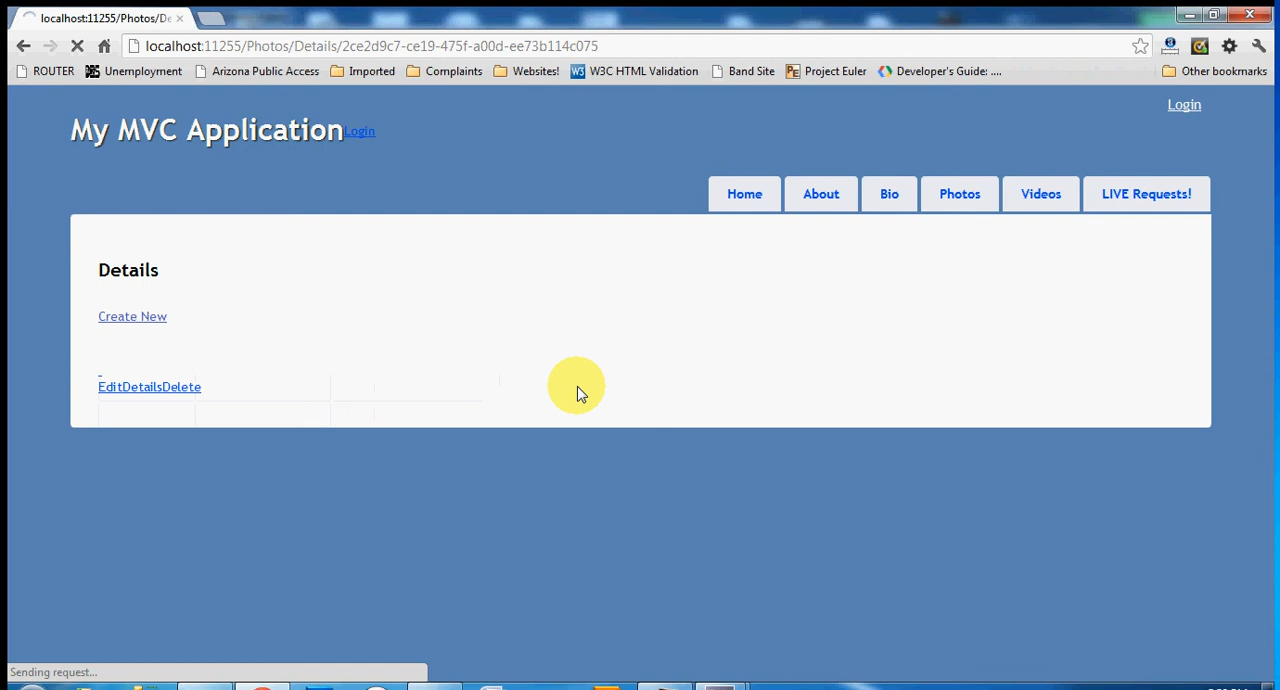 localhost:11255/Photos/De
localhost:11255/Photos/Details/2ce2d9c7-ce19-475f-a00d-ee73b114c075
ROUTER Unemployment Arizona Public Access Imported Complaints Websites! W3 W3C HTML Validation Band Site PE Project Euler Developer's Guide: .... Other bookmarks
Login
My MVC Application Login
Home About Bio Photos Videos LIVE Requests!
Details
Create New
EditDetailsDelete
Sending request...